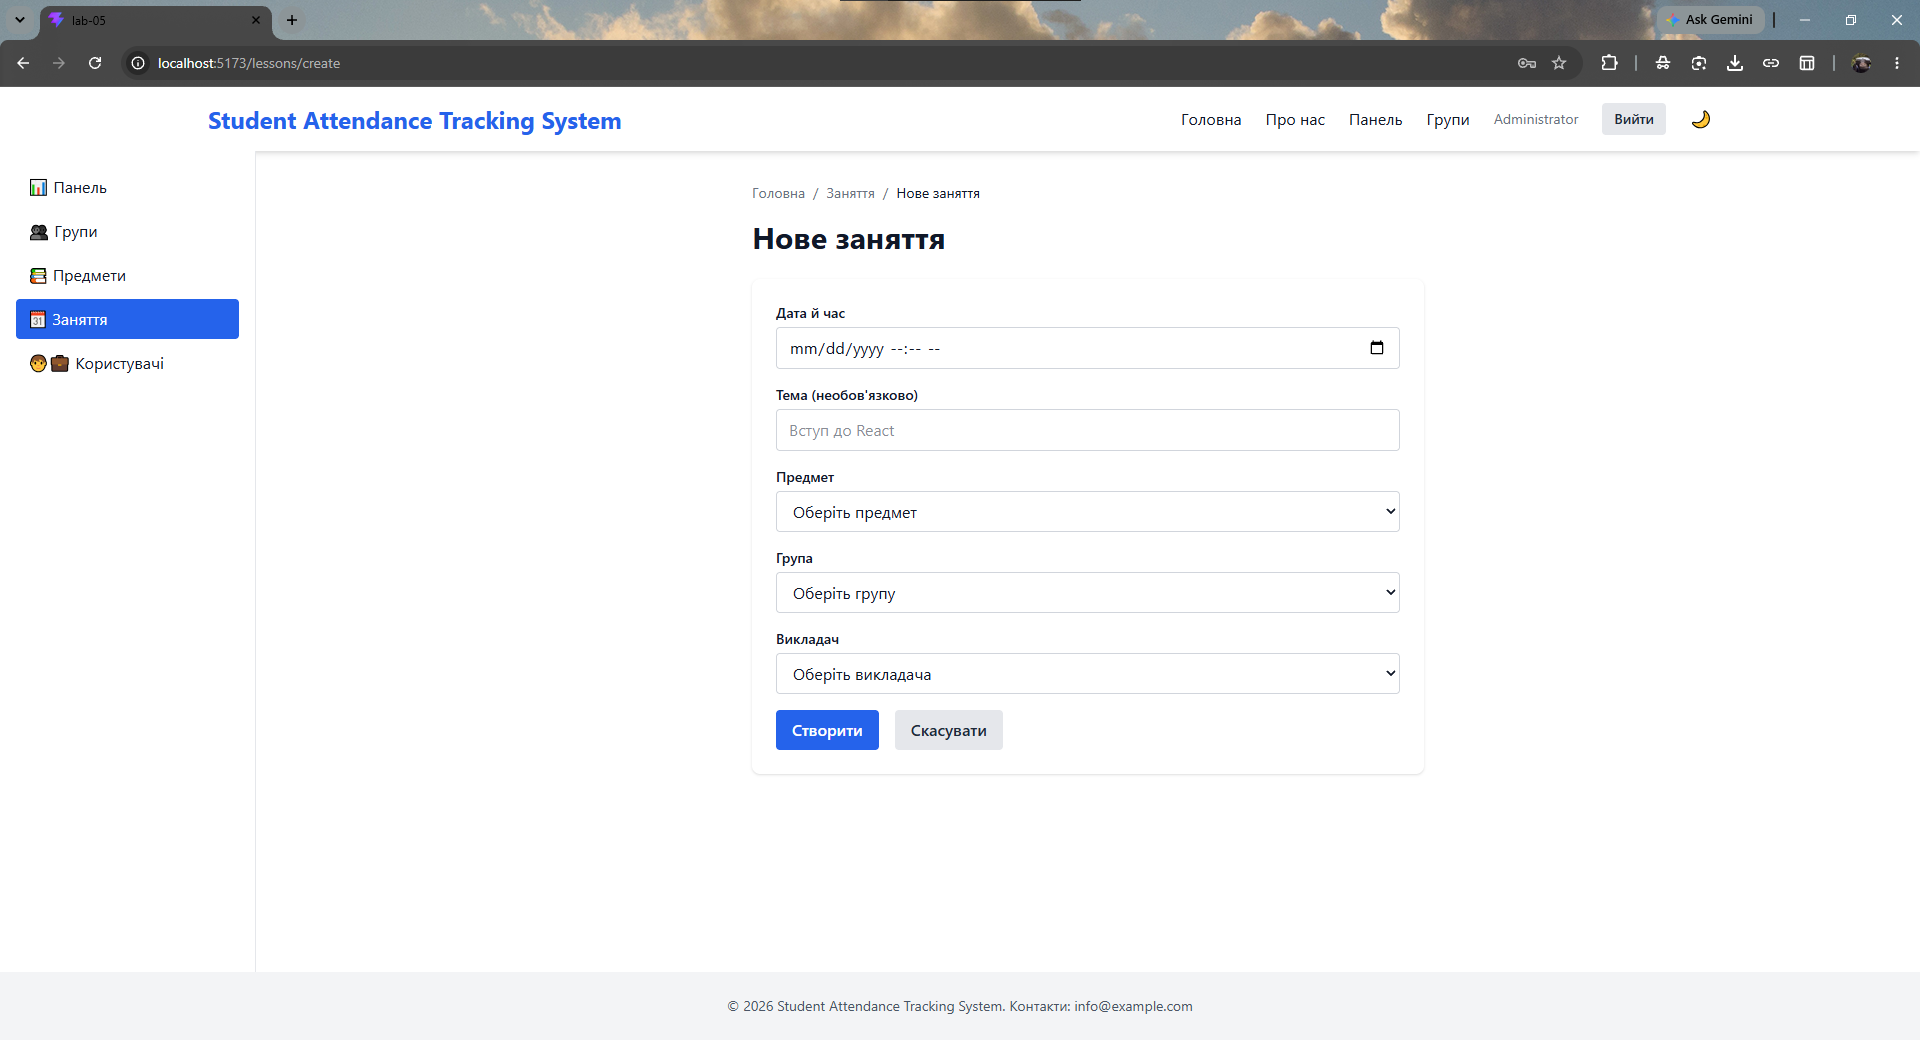 lab-05
Ask Gemini
localhost:5173/lessons/create
Student Attendance Tracking System
Головна
Про нас
Панель
Групи
Administrator
Вийти
Панель
Групи
Предмети
31 Заняття
Користувачі
Головна / Заняття / Нове заняття
Нове заняття
Дата й час
mm/dd/yyyy --:-- --
Тема (необов'язково)
Вступ до React
Предмет
Оберіть предмет
Група
Оберіть групу
Викладач
Оберіть викладача
Створити
Скасувати
© 2026 Student Attendance Tracking System. Контакти: info@example.com